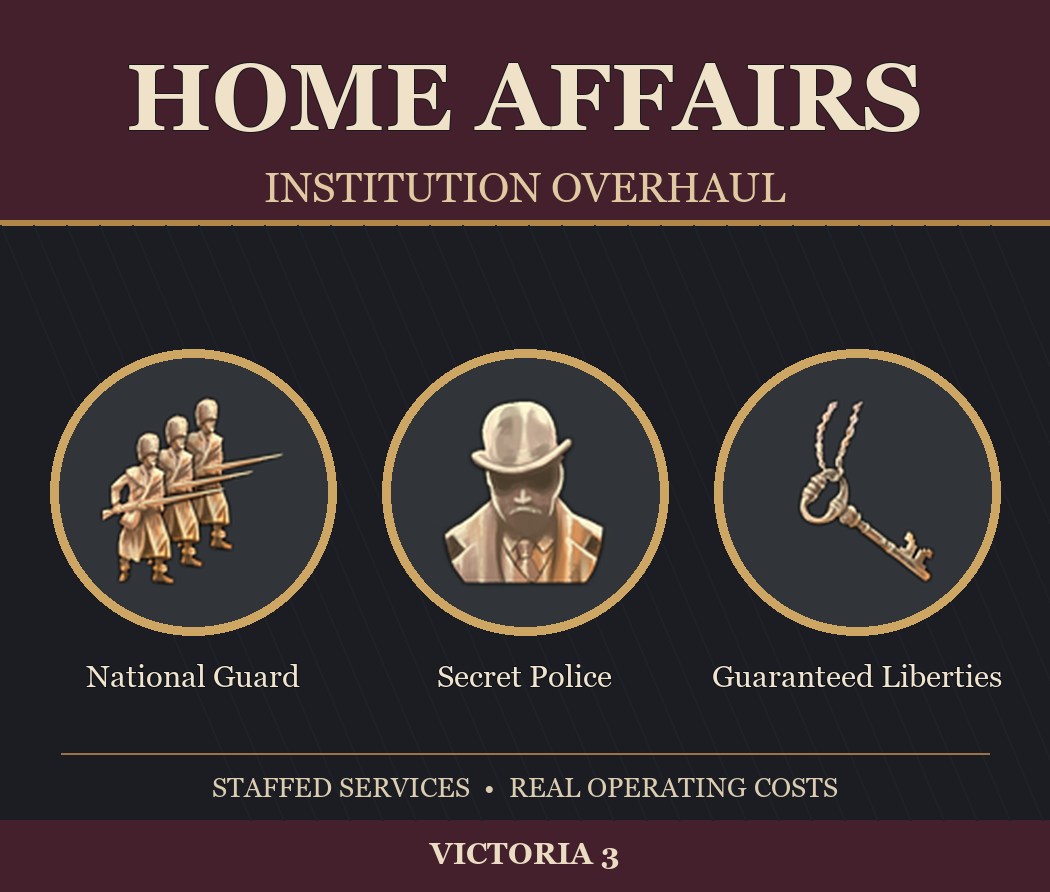 HOME AFFAIRS
INSTITUTION OVERHAUL
National Guard
Secret Police
Guaranteed Liberties
STAFFED SERVICES • REAL OPERATING COSTS
VICTORIA 3